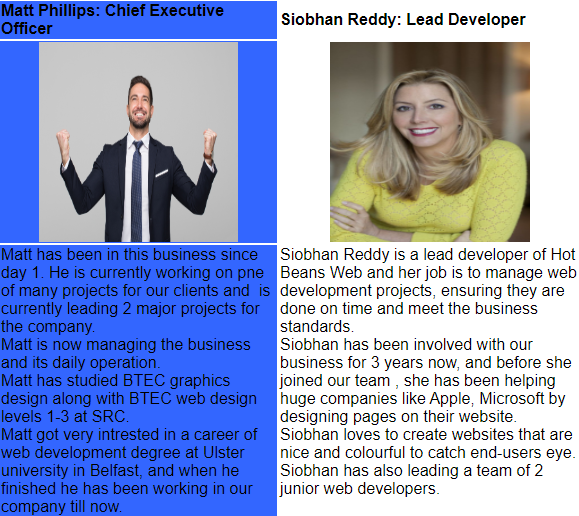 Matt Phillips: Chief Executive
Officer
Siobhan Reddy: Lead Developer
Matt has been in this business since
day 1. He is currently working on pne
of many projects for our clients and  is
currently leading 2 major projects for
the company.
Matt is now managing the business
and its daily operation.
Matt has studied BTEC graphics
design along with BTEC web design
levels 1-3 at SRC.
Matt got very intrested in a career of
web development degree at Ulster
university in Belfast, and when he
finished he has been working in our
company till now.
Siobhan Reddy is a lead developer of Hot
Beans Web and her job is to manage web
development projects, ensuring they are
done on time and meet the business
standards.
Siobhan has been involved with our
business for 3 years now, and before she
joined our team , she has been helping
huge companies like Apple, Microsoft by
designing pages on their website.
Siobhan loves to create websites that are
nice and colourful to catch end-users eye.
Siobhan has also leading a team of 2
junior web developers.